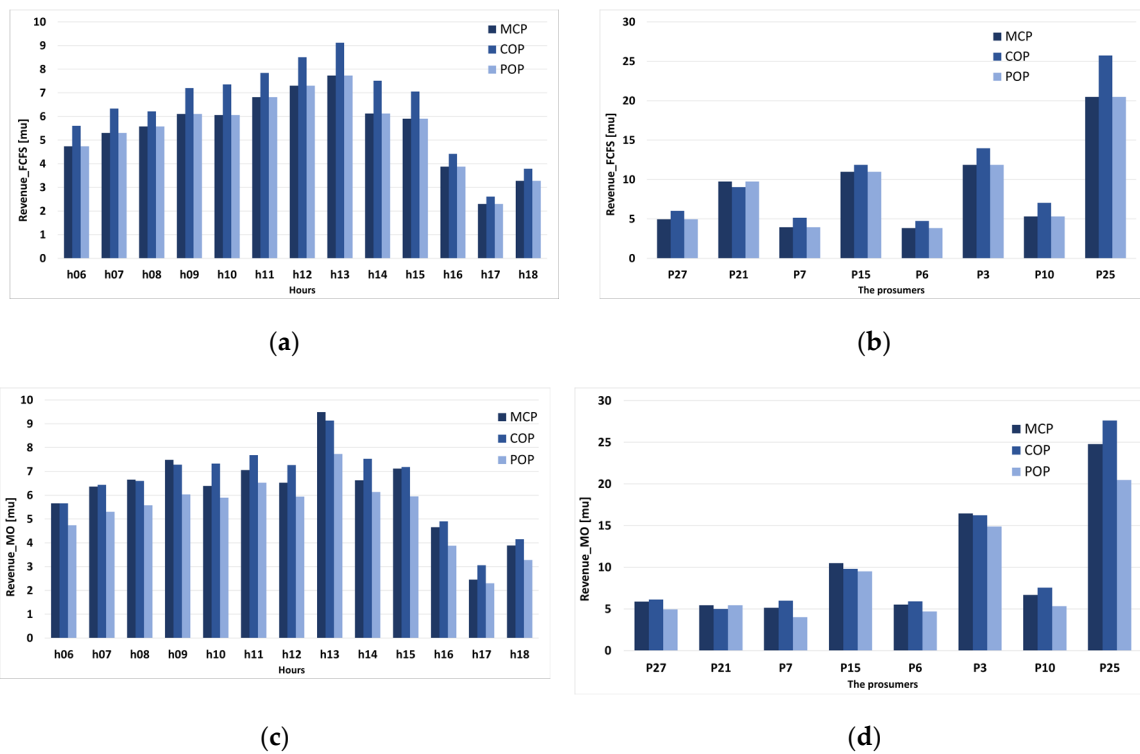 10
9
8
7
6
5
4
3
2
1
0
Revenue_FCFS [mu]
MCP
COP
POP
h06 h07 h08 h09 h10 h11 h12 h13 h14 h15 h16 h17 h18
Hours
(a)
30
25
20
15
10
5
0
Revenue_FCFS [mu]
MCP
COP
POP
P27 P21 P7 P15 P6 P3 P10 P25
The prosumers
(b)
10
9
8
7
6
5
4
3
2
1
0
Revenue_MO [mu]
MCP
COP
POP
h06 h07 h08 h09 h10 h11 h12 h13 h14 h15 h16 h17 h18
Hours
(c)
30
25
20
15
10
5
0
Revenue_MO [mu]
MCP
COP
POP
P27 P21 P7 P15 P6 P3 P10 P25
The prosumers
(d)